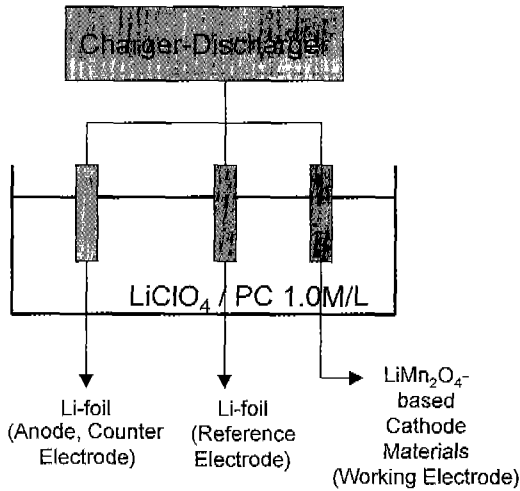 Charger-Discharger
LiClO₄ / PC 1.0M/L
Li-foil
(Anode, Counter
Electrode)
Li-foil
(Reference
Electrode)
LiMn₂O₄-
based
Cathode
Materials
(Working Electrode)